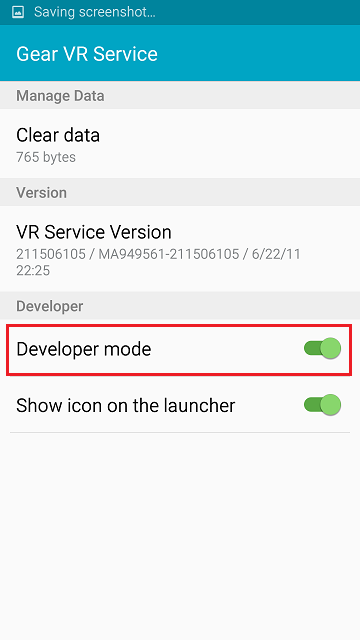 Saving screenshot...
Gear VR Service
Manage Data
Clear data
765 bytes
Version
VR Service Version
211506105 / MA949561-211506105 / 6/22/11
22:25
Developer
Developer mode
Show icon on the launcher